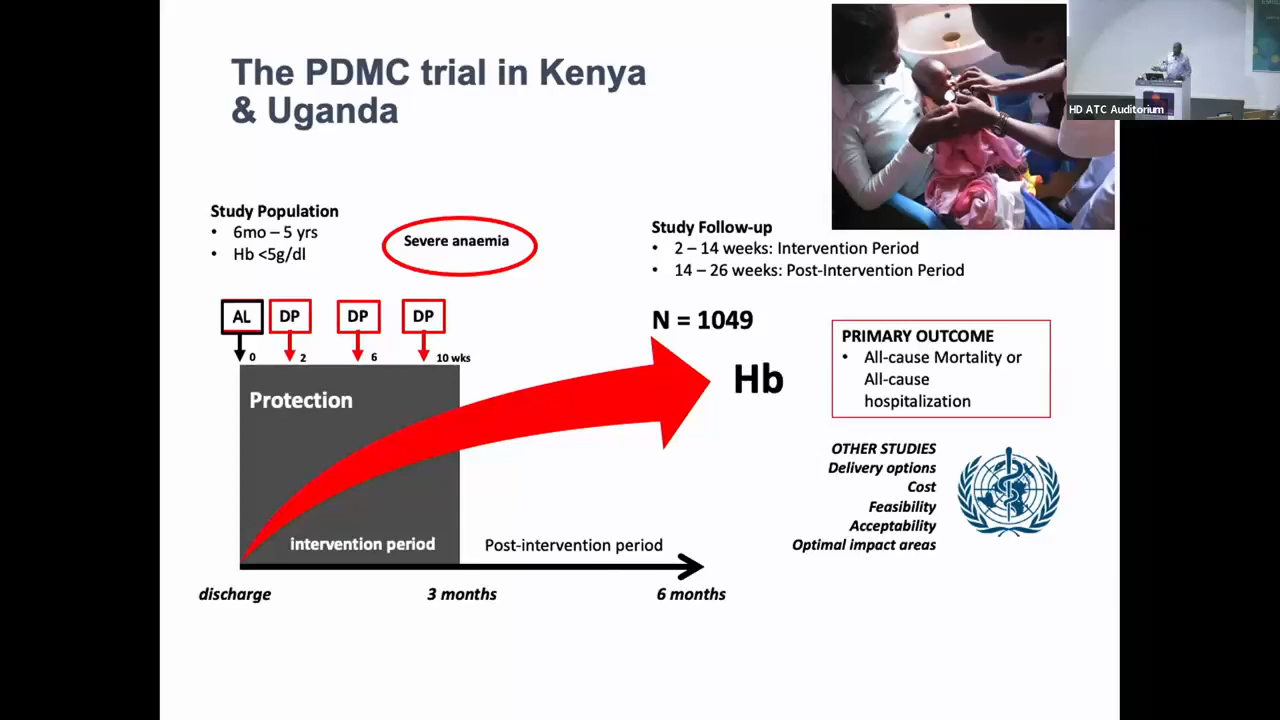 The PDMC trial in Kenya
& Uganda
HD ATC Auditorium
Study Population
• 6mo – 5 yrs
• Hb <5g/dl
Severe anaemia
Study Follow-up
• 2 – 14 weeks: Intervention Period
• 14 – 26 weeks: Post-Intervention Period
AL DP DP DP
0 2 6 10 wks
N = 1049
Protection
Hb
PRIMARY OUTCOME
• All-cause Mortality or
All-cause
hospitalization
OTHER STUDIES
Delivery options
Cost
Feasibility
Acceptability
Optimal impact areas
intervention period
Post-intervention period
discharge
3 months
6 months